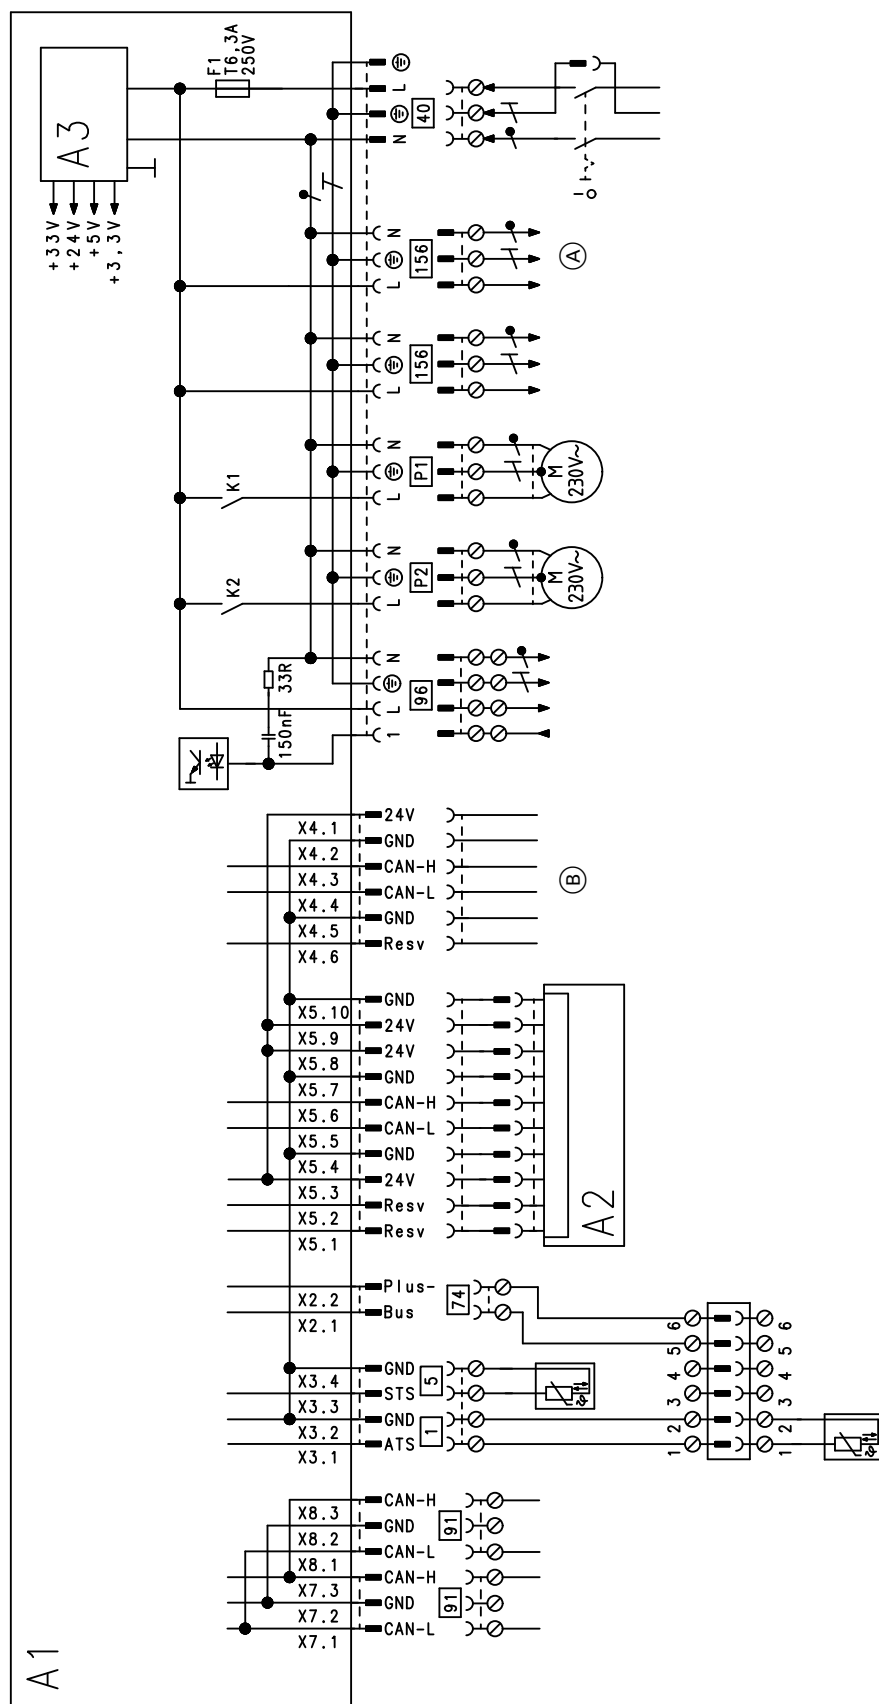 A3
F1
T6,3A
250V
+33V
+24V
+5V
+3,3V
L
N
40
N
L
156
A
N
L
156
K1
N
L
P1
M
230V~
K2
N
L
P2
M
230V~
33R
150nF
N
L
1
96
X4.1
24V
X4.2
GND
X4.3
CAN-H
X4.4
CAN-L
X4.5
GND
X4.6
Resv
B
X5.10
GND
X5.9
24V
X5.8
24V
X5.7
GND
X5.6
CAN-H
X5.5
CAN-L
X5.4
GND
X5.3
24V
X5.2
Resv
X5.1
Resv
A2
X2.2
Plus-
X2.1
Bus
74
X3.4
GND
X3.3
STS
5
X3.2
GND
X3.1
ATS
1
6
5
4
3
2
1
6
5
4
3
2
1
X8.3
CAN-H
X8.2
GND
X8.1
CAN-L
91
X7.3
CAN-H
X7.2
GND
X7.1
CAN-L
91
A1